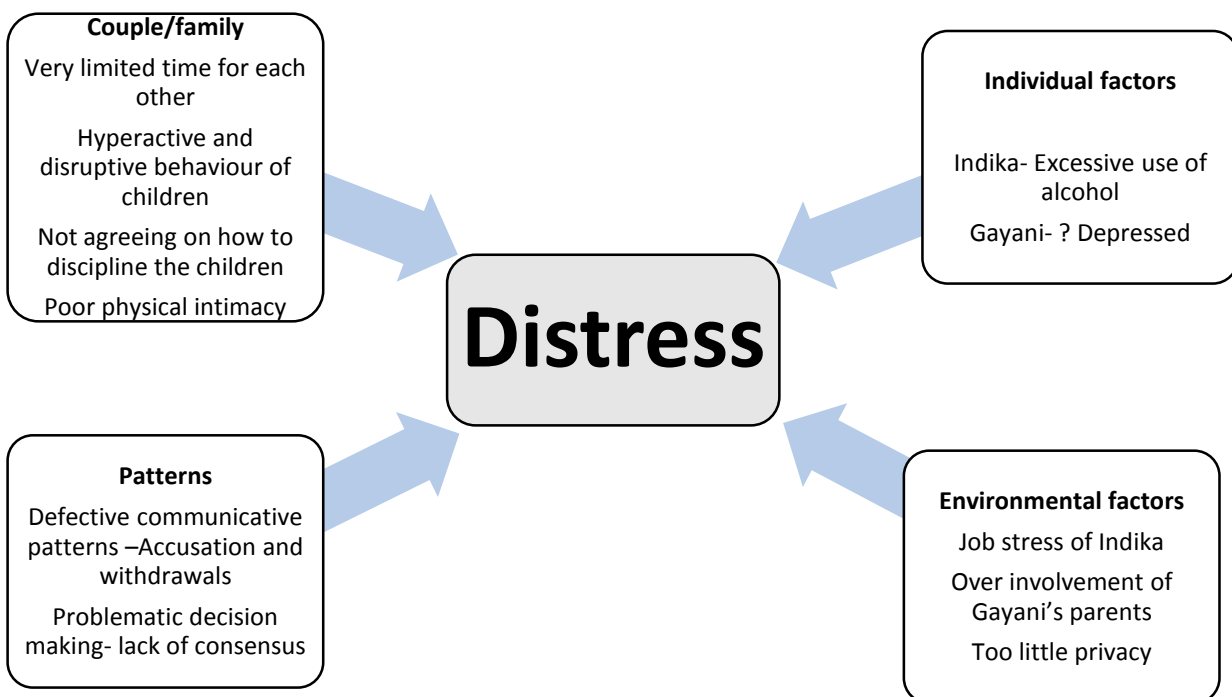 Couple/family
Very limited time for each
other
Hyperactive and
disruptive behaviour of
children
Not agreeing on how to
discipline the children
Poor physical intimacy
Individual factors
Indika- Excessive use of
alcohol
Gayani- ? Depressed
Distress
Patterns
Defective communicative
patterns –Accusation and
withdrawals
Problematic decision
making- lack of consensus
Environmental factors
Job stress of Indika
Over involvement of
Gayani’s parents
Too little privacy